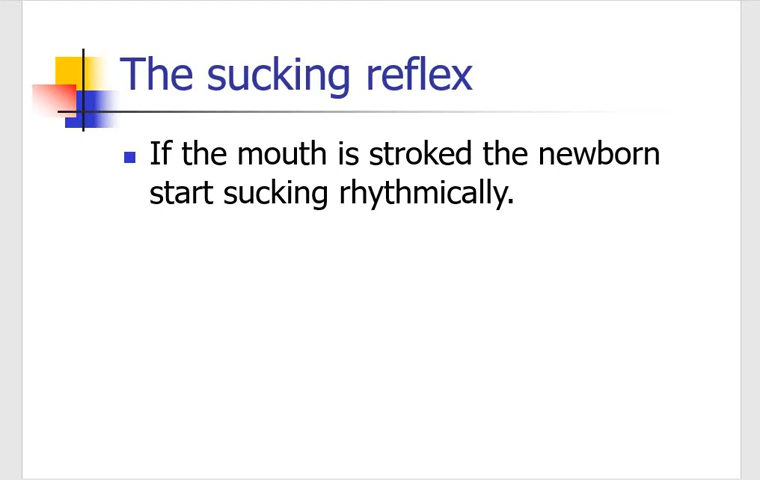 The sucking reflex
If the mouth is stroked the newborn
start sucking rhythmically.